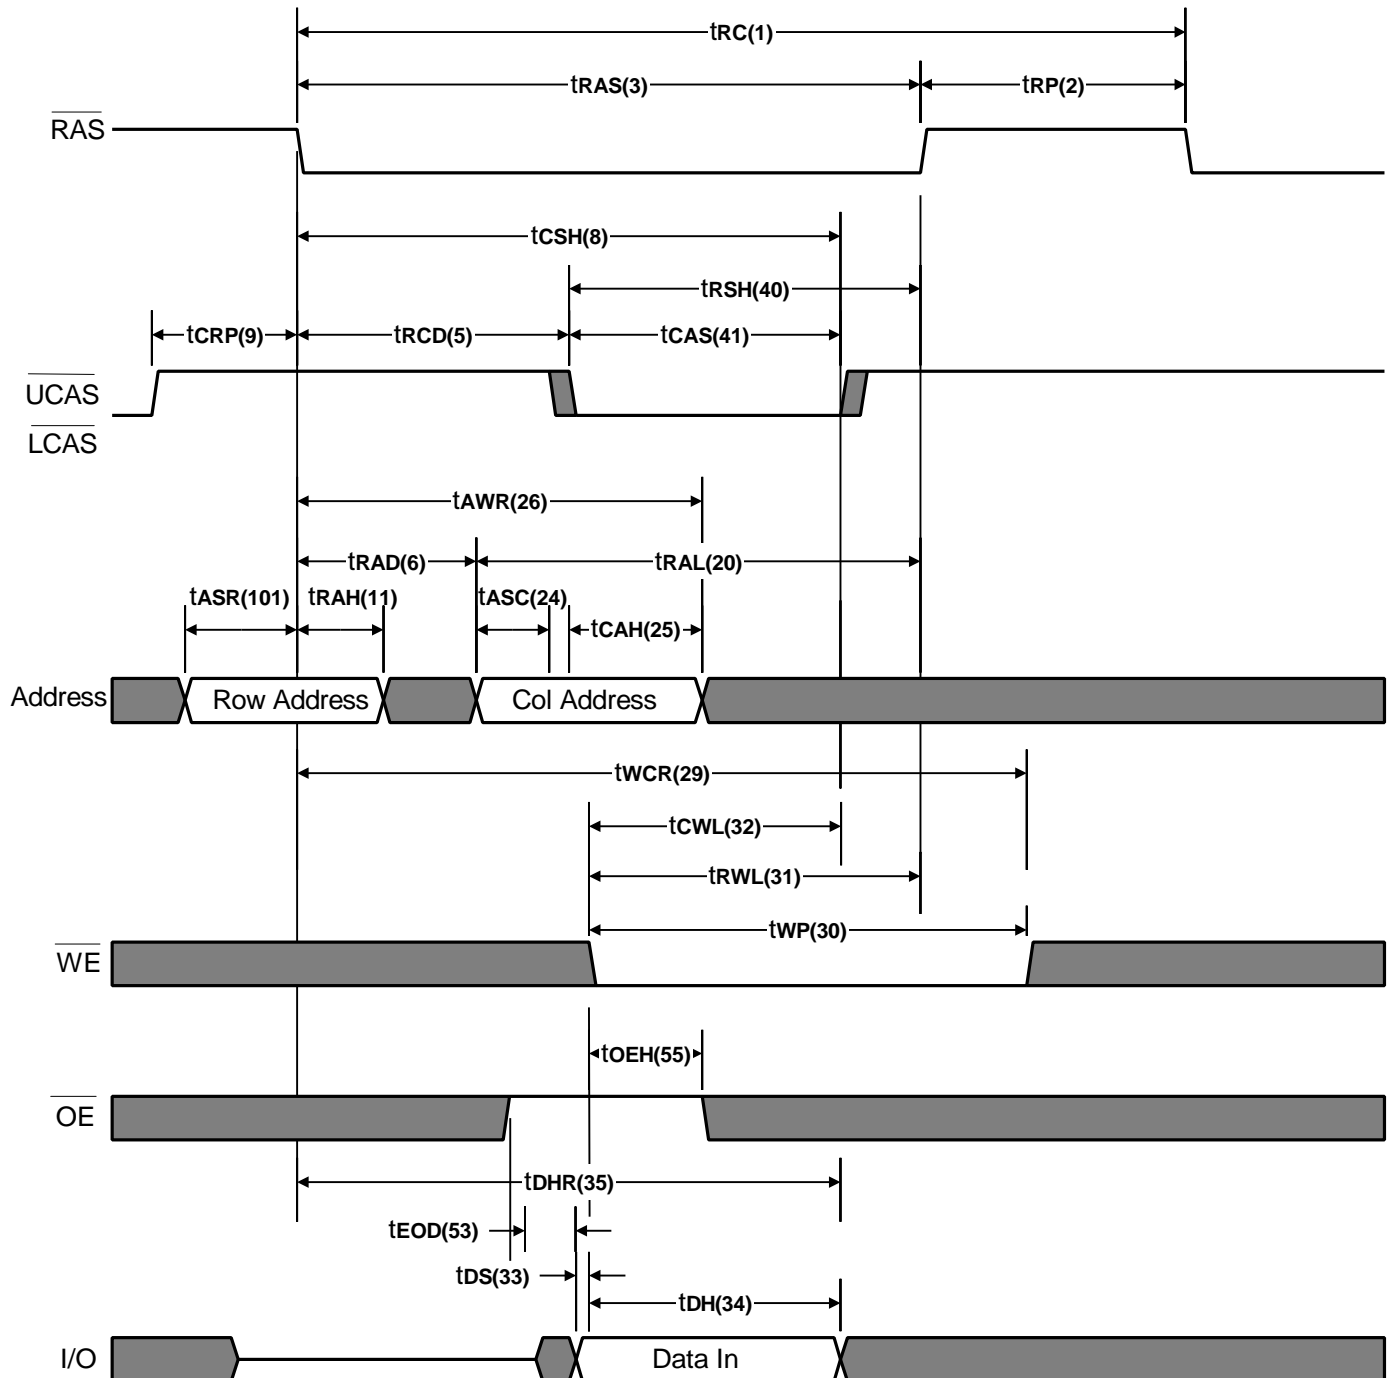 tRC(1)
tRAS(3) tRP(2)
RAS
tCSH(8)
tRSH(40)
tCRP(9) tRCD(5) tCAS(41)
UCAS
LCAS
tAWR(26)
tRAD(6) tRAL(20)
tASR(101) tRAH(11) tASC(24)
tCAH(25)
Address Row Address Col Address
tWCR(29)
tCWL(32)
tRWL(31)
tWP(30)
WE
tOEH(55)
OE
tDHR(35)
tEOD(53)
tDS(33)
tDH(34)
I/O Data In